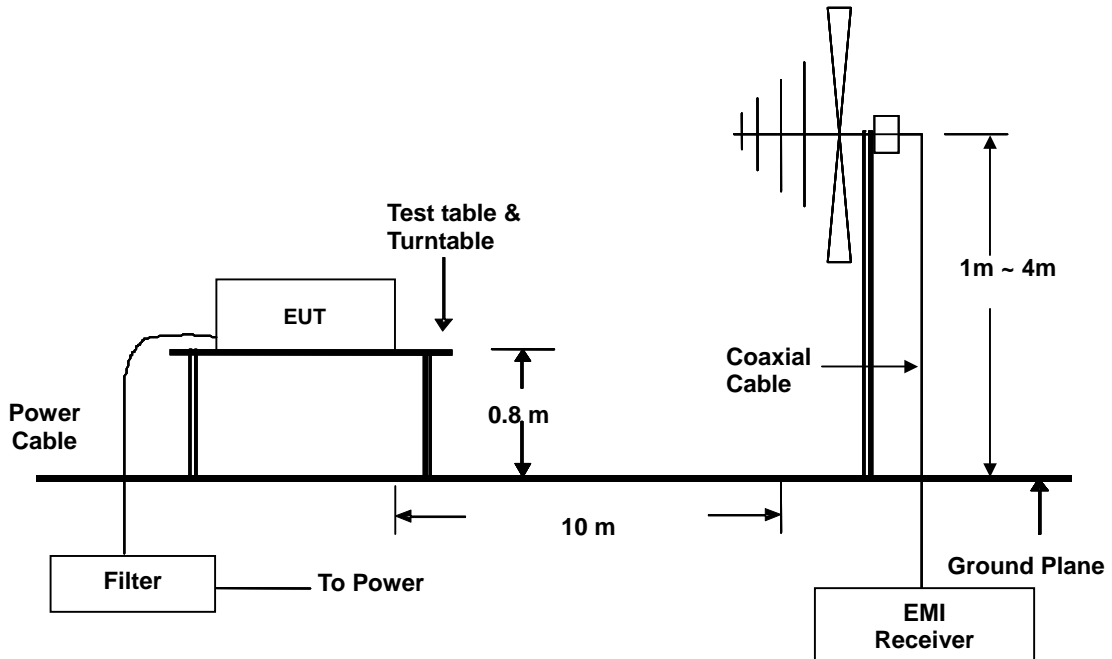 Test table &
Turntable
EUT
1m ~ 4m
Coaxial
Cable
0.8 m
Power
Cable
10 m
Filter
To Power
Ground Plane
EMI
Receiver